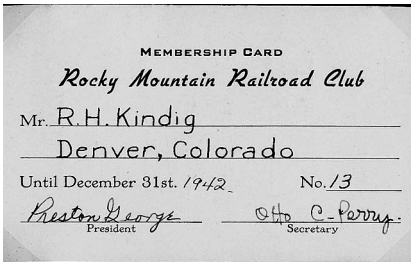 MEMBERSHIP CARD
Rocky Mountain Railroad Club
Mr. R.H. Kindig
Denver, Colorado
Until December 31st. 1942 No. 13
Preston George Otto C. Perry.
President Secretary